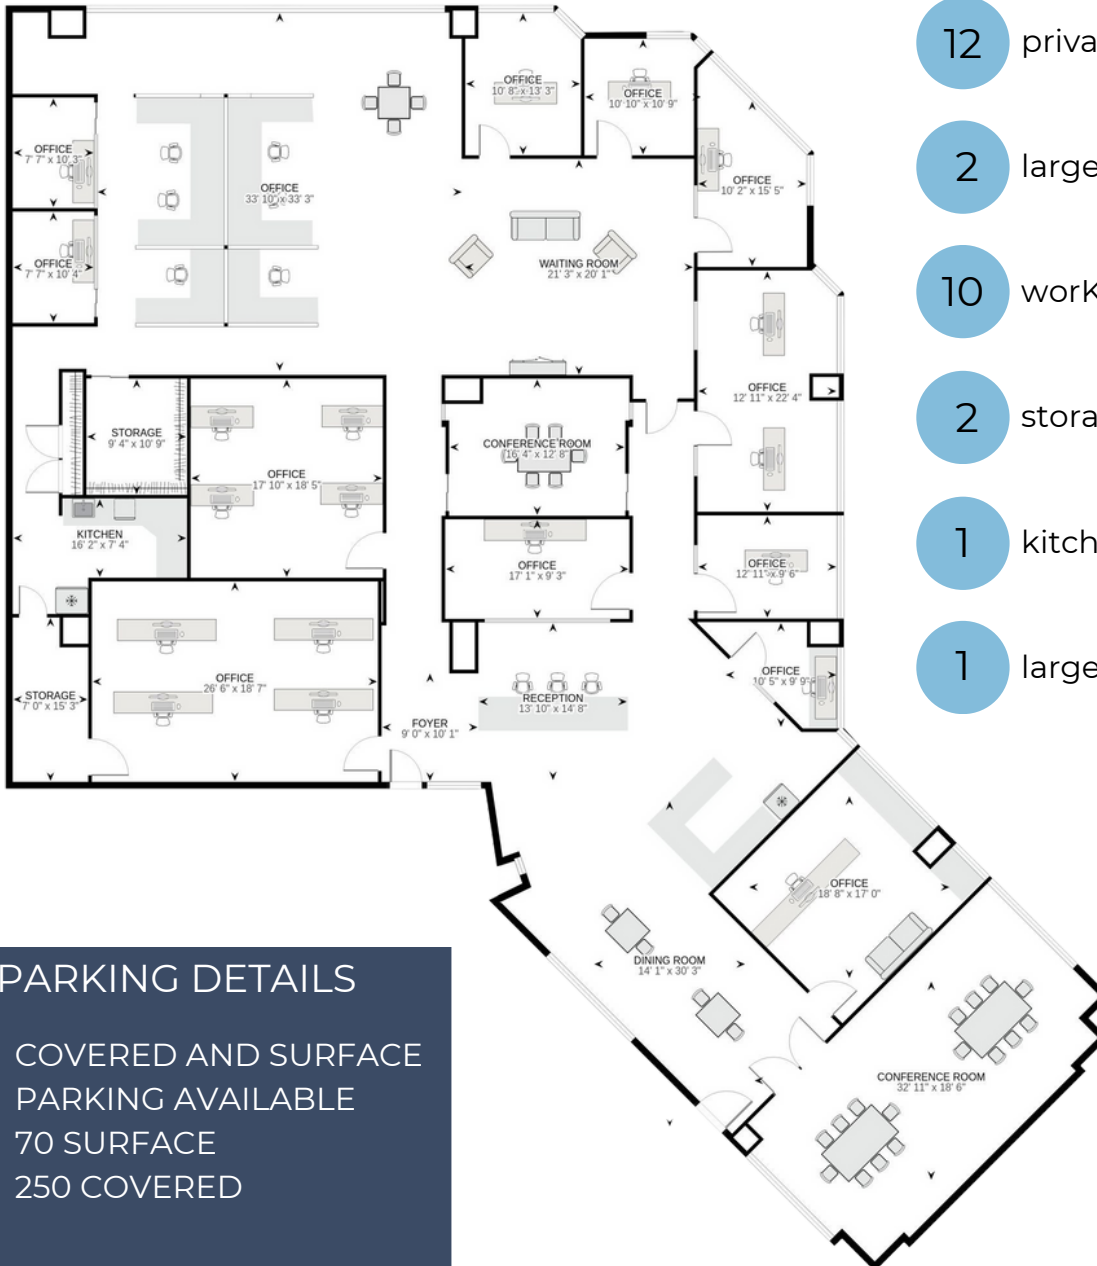 OFFICE
10' 8" x 13' 3"
OFFICE
10' 10" x 10' 9"
OFFICE
7' 7" x 10' 3"
OFFICE
33' 10" x 33' 3"
OFFICE
10' 2" x 15' 5"
OFFICE
7' 7" x 10' 4"
WAITING ROOM
21' 3" x 20' 1"
OFFICE
12' 11" x 22' 4"
STORAGE
9' 4" x 10' 9"
CONFERENCE ROOM
16' 4" x 12' 8"
OFFICE
17' 10" x 18' 5"
KITCHEN
16' 2" x 7' 4"
OFFICE
17' 1" x 9' 3"
OFFICE
12' 11" x 9' 6"
OFFICE
26' 6" x 18' 7"
OFFICE
10' 5" x 9' 9"
STORAGE
7' 0" x 15' 3"
RECEPTION
13' 10" x 14' 8"
FOYER
9' 0" x 10' 1"
OFFICE
18' 8" x 17' 0"
DINING ROOM
14' 1" x 30' 3"
CONFERENCE ROOM
32' 11" x 18' 6"
12 priva
2 large
10 work
2 stora
1 kitch
1 large
PARKING DETAILS
COVERED AND SURFACE
PARKING AVAILABLE
70 SURFACE
250 COVERED